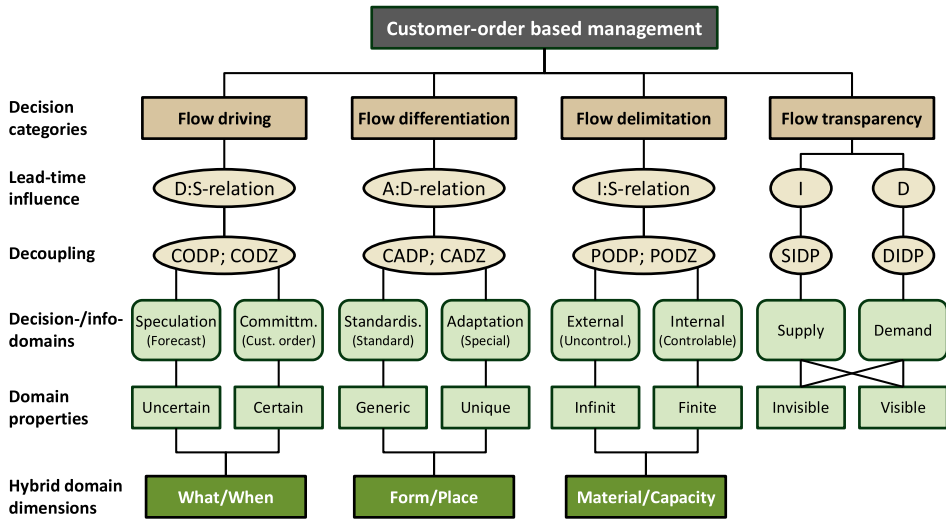 Customer-order based management
Decision
categories
Flow driving
Flow differentiation
Flow delimitation
Flow transparency
Lead-time
influence
D:S-relation
A:D-relation
I:S-relation
I
D
Decoupling
CODP; CODZ
CADP; CADZ
PODP; PODZ
SIDP
DIDP
Decision-/info-
domains
Speculation
(Forecast)
Committm.
(Cust. order)
Standardis.
(Standard)
Adaptation
(Special)
External
(Uncontrol.)
Internal
(Controlable)
Supply
Demand
Domain
properties
Uncertain
Certain
Generic
Unique
Infinit
Finite
Invisible
Visible
Hybrid domain
dimensions
What/When
Form/Place
Material/Capacity